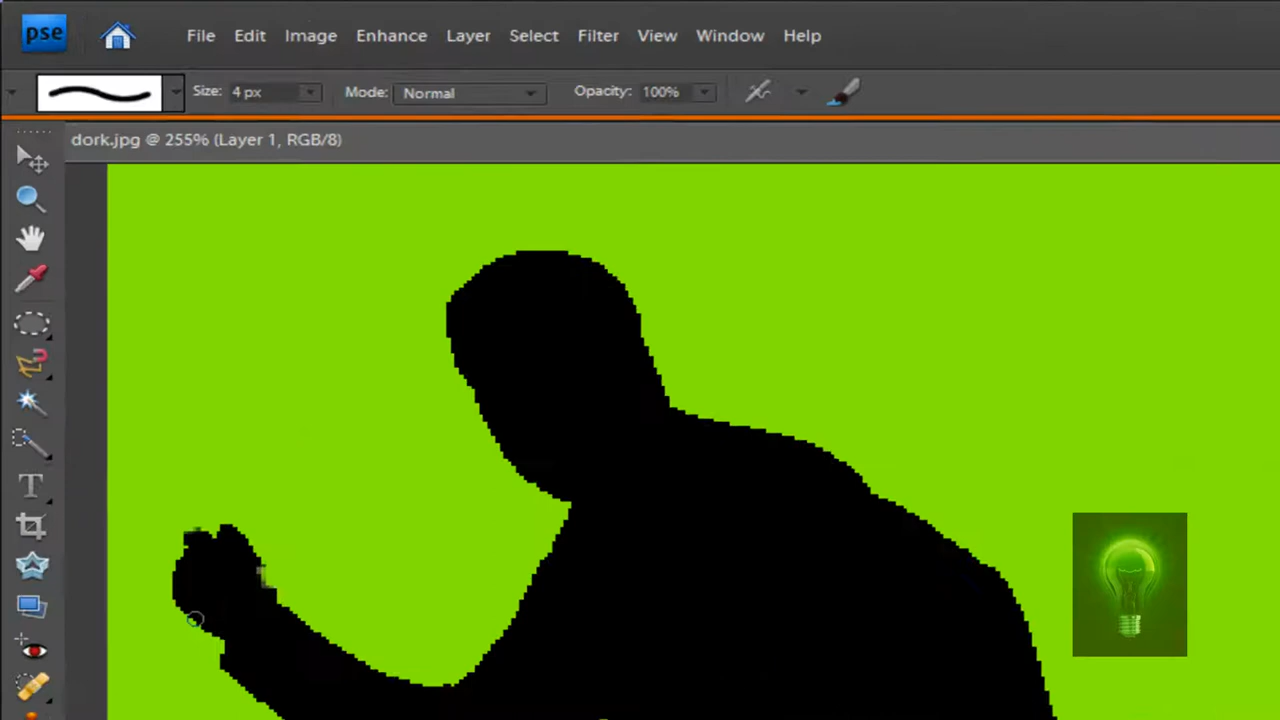 pse File Edit Image Enhance Layer Select Filter View Window Help
Size: 4 px Mode: Normal Opacity: 100%
dork.jpg @ 255% (Layer 1, RGB/8)
T